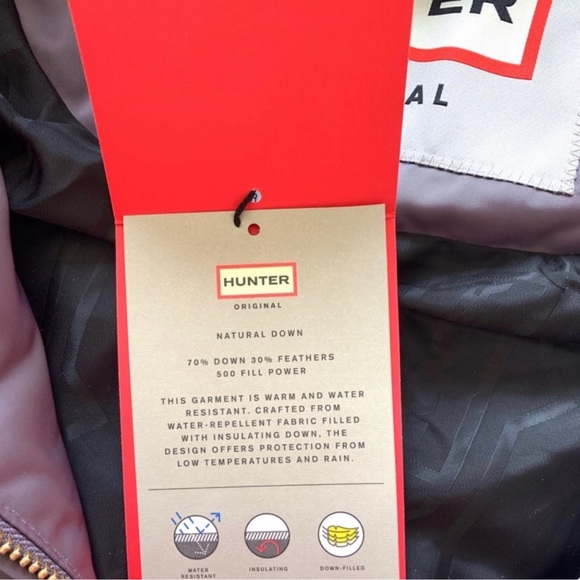 ER
AL
HUNTER
ORIGINAL
NATURAL DOWN
70% DOWN 30% FEATHERS
500 FILL POWER
THIS GARMENT IS WARM AND WATER
RESISTANT. CRAFTED FROM
WATER-REPELLENT FABRIC FILLED
WITH INSULATING DOWN, THE
DESIGN OFFERS PROTECTION FROM
LOW TEMPERATURES AND RAIN.
WATER
RESISTANT
INSULATING
DOWN-FILLED